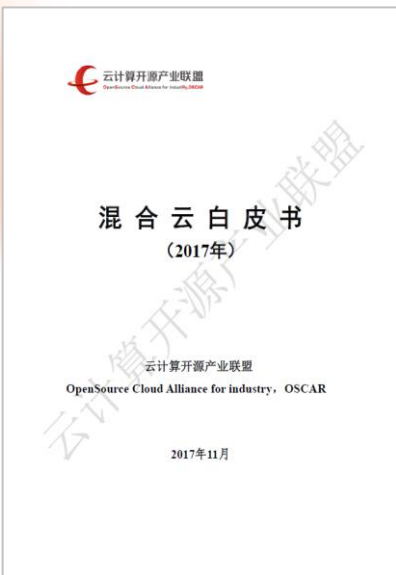 云计算开源产业联盟
OpenSource Cloud Alliance for industry,OSCAR
混合云白皮书
（2017年）
云计算开源产业联盟
云计算开源产业联盟
OpenSource Cloud Alliance for industry，OSCAR
2017年11月